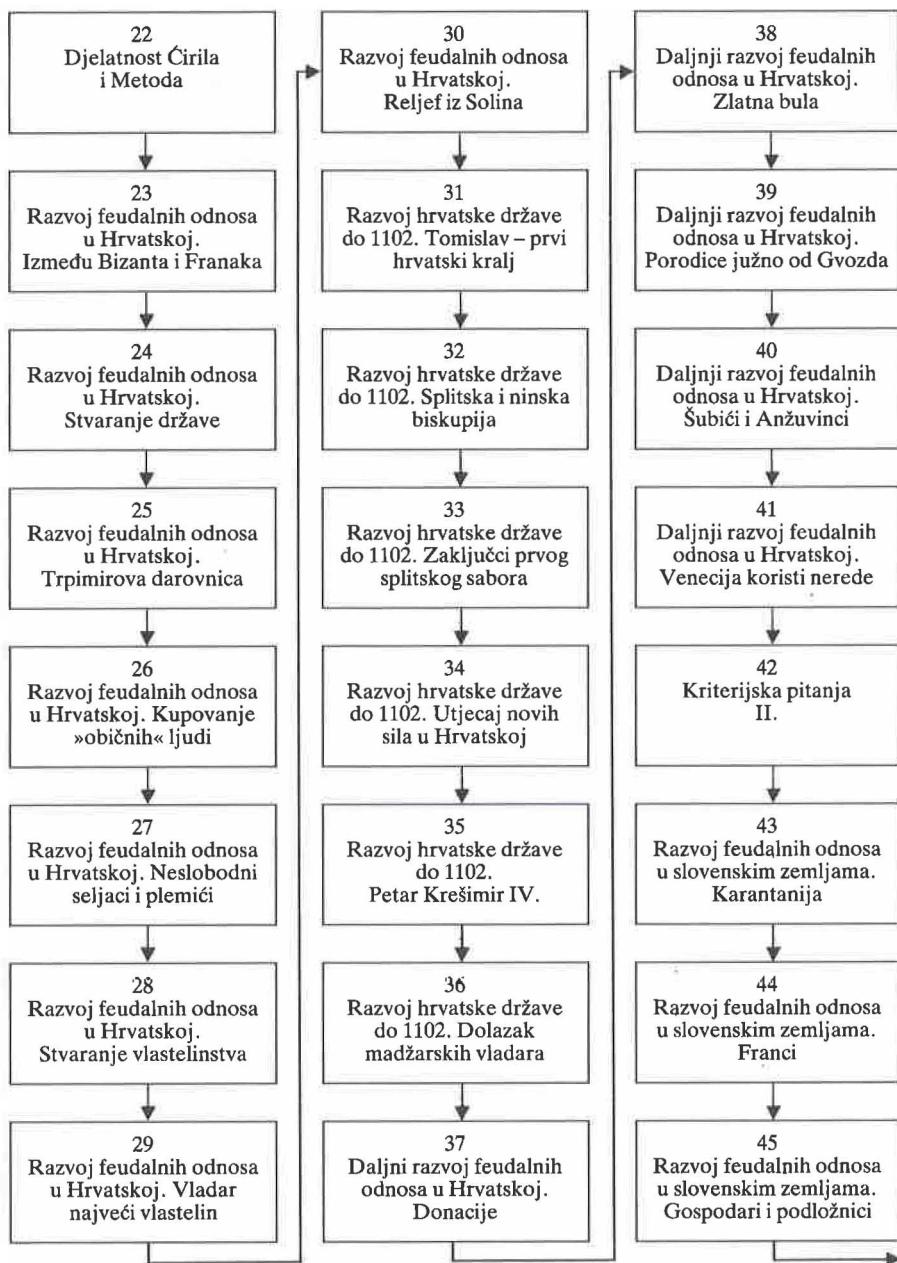 22
Djelatnost Ćirila
i Metoda
23
Razvoj feudalnih odnosa
u Hrvatskoj.
Između Bizanta i Franaka
24
Razvoj feudalnih odnosa
u Hrvatskoj.
Stvaranje države
25
Razvoj feudalnih odnosa
u Hrvatskoj.
Trpimirova darovnica
26
Razvoj feudalnih odnosa
u Hrvatskoj. Kupovanje
»običnih« ljudi
27
Razvoj feudalnih odnosa
u Hrvatskoj. Neslobodni
seljaci i plemići
28
Razvoj feudalnih odnosa
u Hrvatskoj.
Stvaranje vlastelinstva
29
Razvoj feudalnih odnosa
u Hrvatskoj. Vladar
najveći vlastelin
30
Razvoj feudalnih odnosa
u Hrvatskoj.
Reljef iz Solina
31
Razvoj hrvatske države
do 1102. Tomislav – prvi
hrvatski kralj
32
Razvoj hrvatske države
do 1102. Splitska i ninska
biskupija
33
Razvoj hrvatske države
do 1102. Zaključci prvog
splitskog sabora
34
Razvoj hrvatske države
do 1102. Utjecaj novih
sila u Hrvatskoj
35
Razvoj hrvatske države
do 1102.
Petar Krešimir IV.
36
Razvoj hrvatske države
do 1102. Dolazak
madžarskih vladara
37
Daljni razvoj feudalnih
odnosa u Hrvatskoj.
Donacije
38
Daljnji razvoj feudalnih
odnosa u Hrvatskoj.
Zlatna bula
39
Daljnji razvoj feudalnih
odnosa u Hrvatskoj.
Porodice južno od Gvozda
40
Daljnji razvoj feudalnih
odnosa u Hrvatskoj.
Šubići i Anžuvinci
41
Daljnji razvoj feudalnih
odnosa u Hrvatskoj.
Venecija koristi nerede
42
Kriterijska pitanja
II.
43
Razvoj feudalnih odnosa
u slovenskim zemljama.
Karantanija
44
Razvoj feudalnih odnosa
u slovenskim zemljama.
Franci
45
Razvoj feudalnih odnosa
u slovenskim zemljama.
Gospodari i podložnici